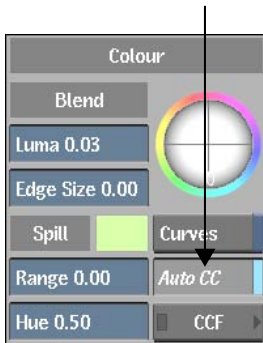 Colour
Blend
Luma 0.03
Edge Size 0.00
Spill
Curves
Range 0.00
Auto CC
Hue 0.50
CCF